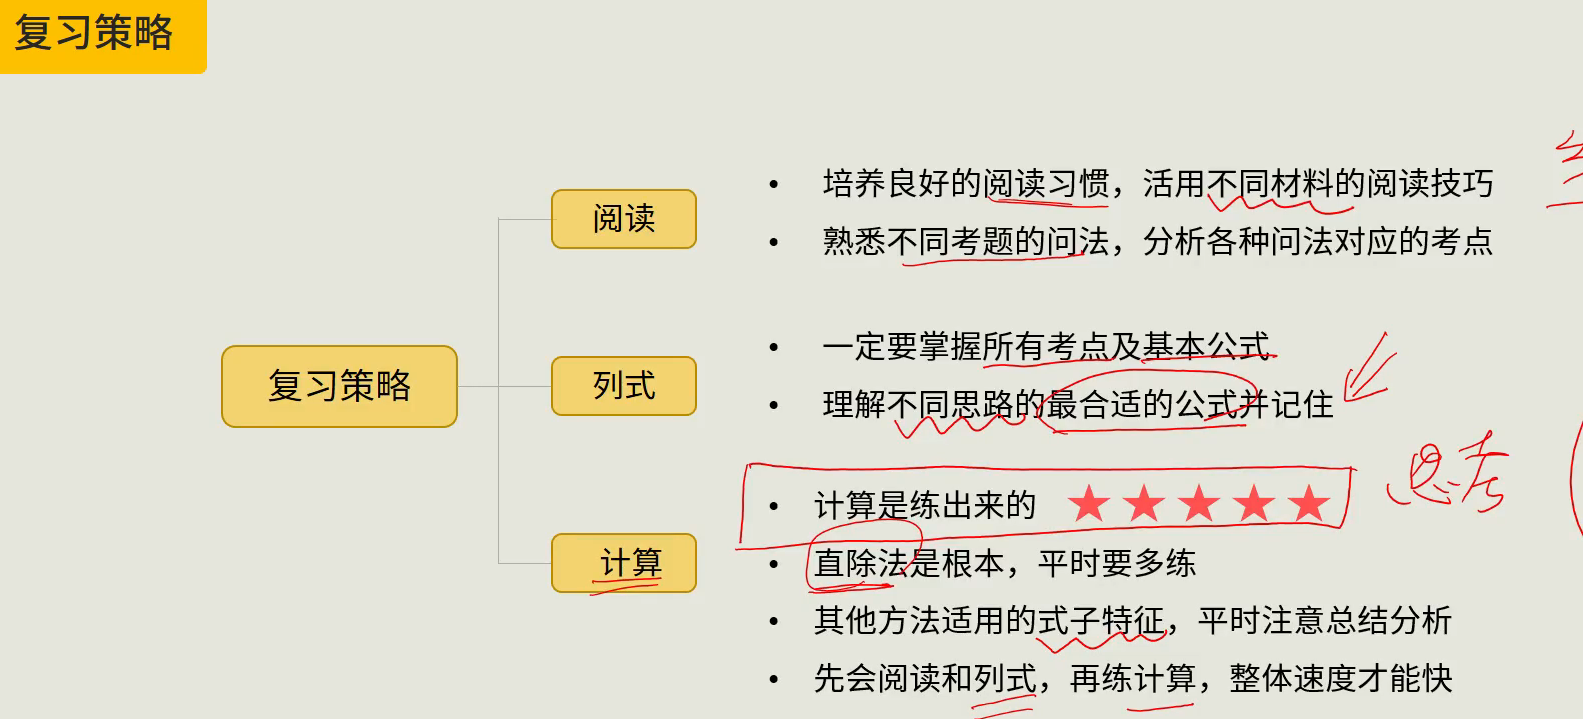 复习策略
阅读
• 培养良好的阅读习惯，活用不同材料的阅读技巧
• 熟悉不同考题的问法，分析各种问法对应的考点
复习策略
列式
• 一定要掌握所有考点及基本公式
• 理解不同思路的最合适的公式并记住
思考
计算
• 计算是练出来的 ★★★★★
• 直除法是根本，平时要多练
• 其他方法适用的式子特征，平时注意总结分析
• 先会阅读和列式，再练计算，整体速度才能快